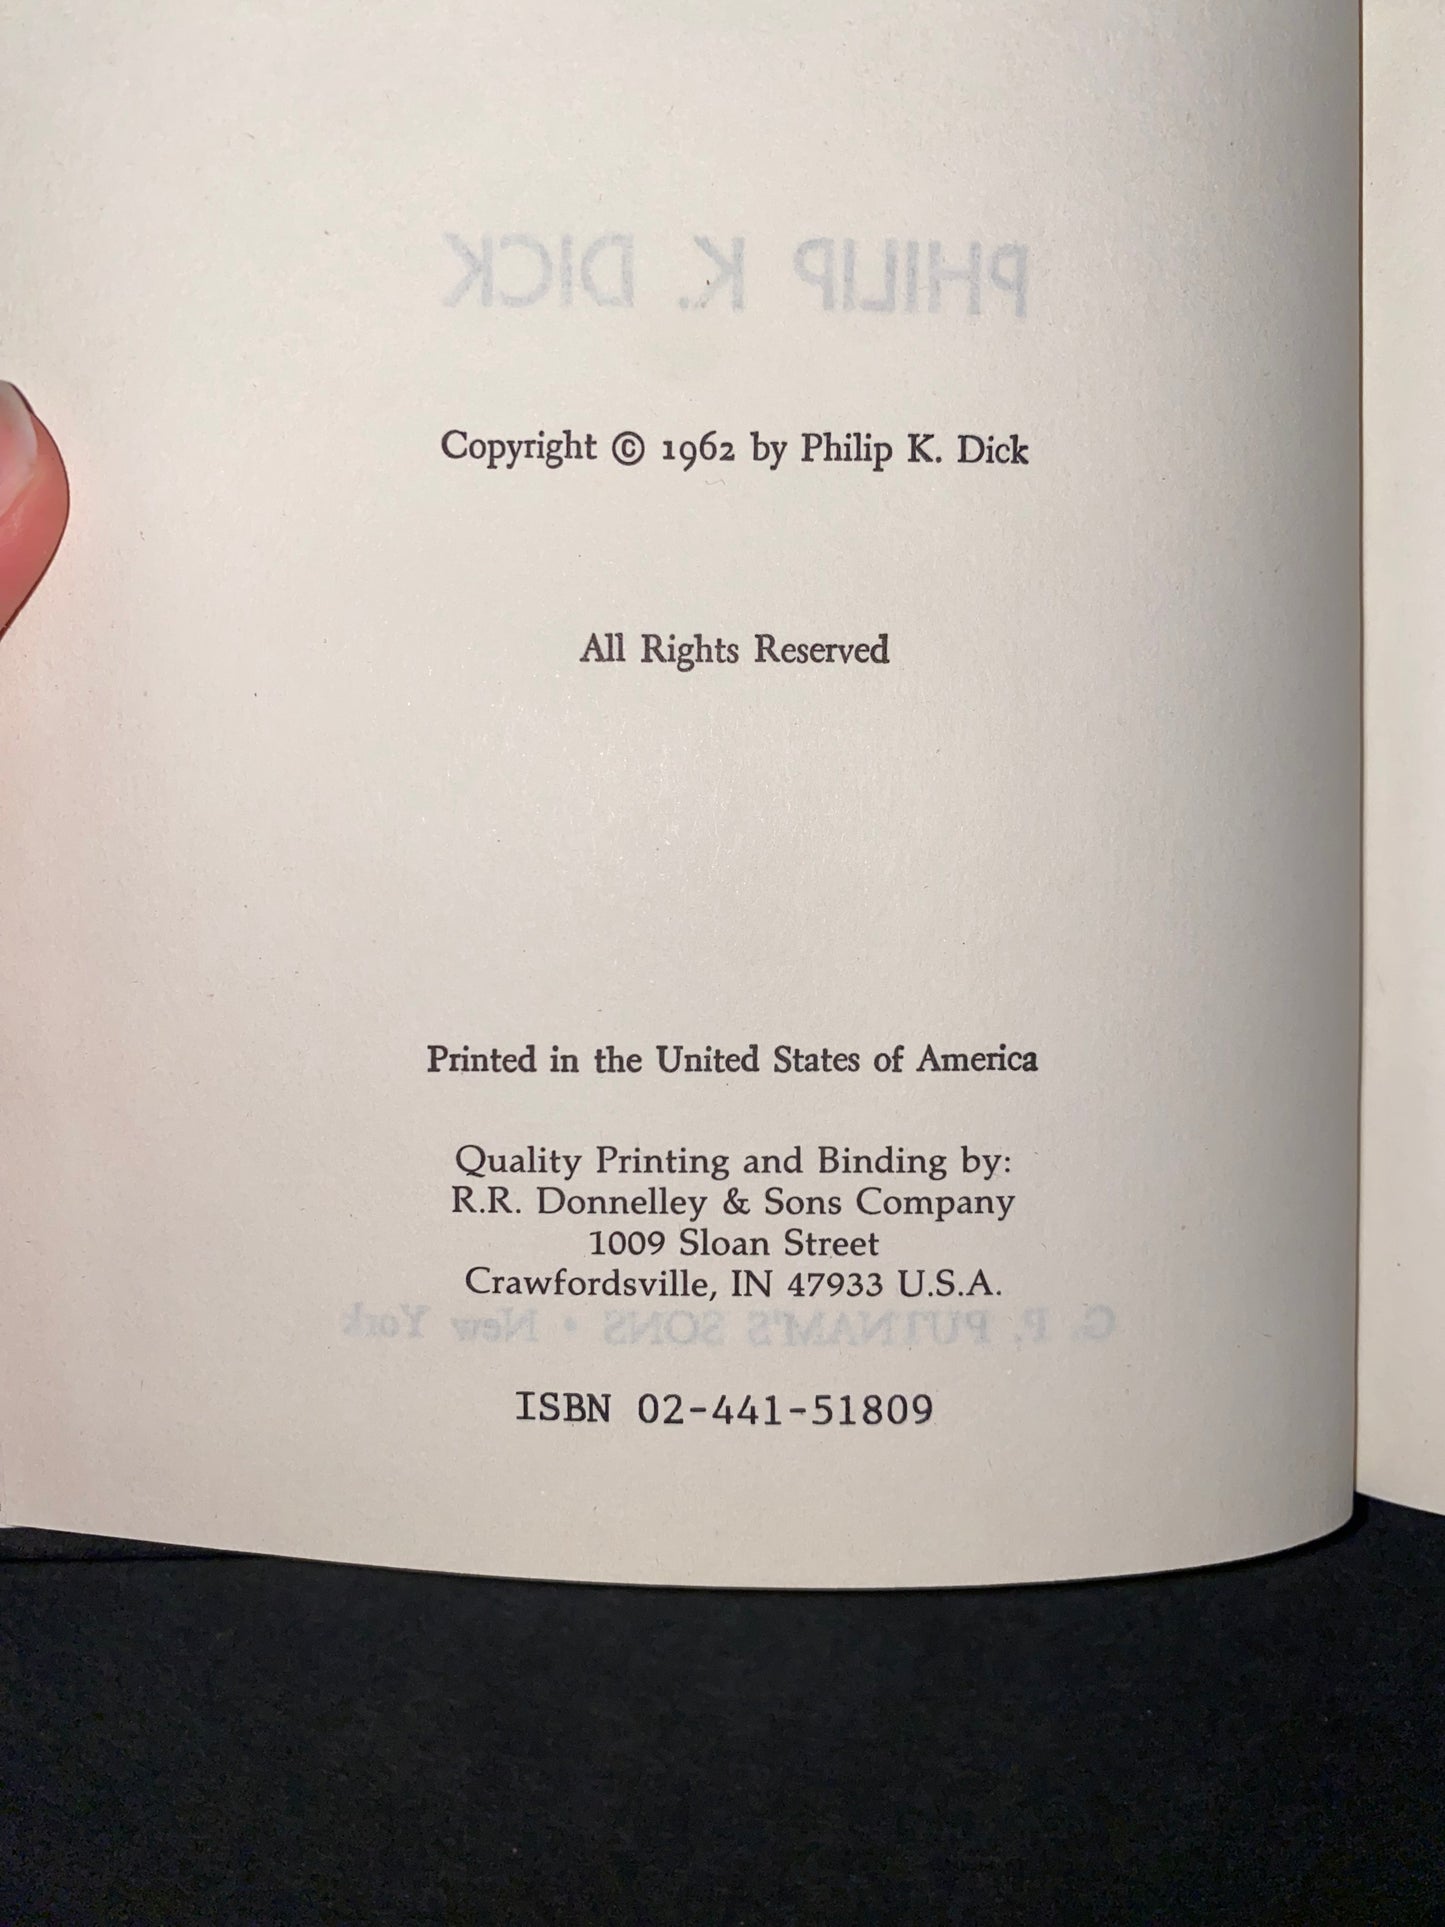 PHILIP K. DICK
Copyright © 1962 by Philip K. Dick
All Rights Reserved
Printed in the United States of America
Quality Printing and Binding by:
R.R. Donnelley & Sons Company
1009 Sloan Street
Crawfordsville, IN 47933 U.S.A.
G. P. PUTNAM'S SONS • New York
ISBN 02-441-51809